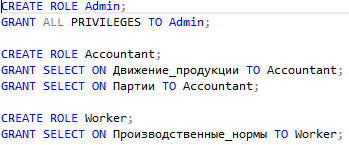 CREATE ROLE Admin;
GRANT ALL PRIVILEGES TO Admin;
CREATE ROLE Accountant;
GRANT SELECT ON Движение_продукции TO Accountant;
GRANT SELECT ON Партии TO Accountant;
CREATE ROLE Worker;
GRANT SELECT ON Производственные_нормы TO Worker;